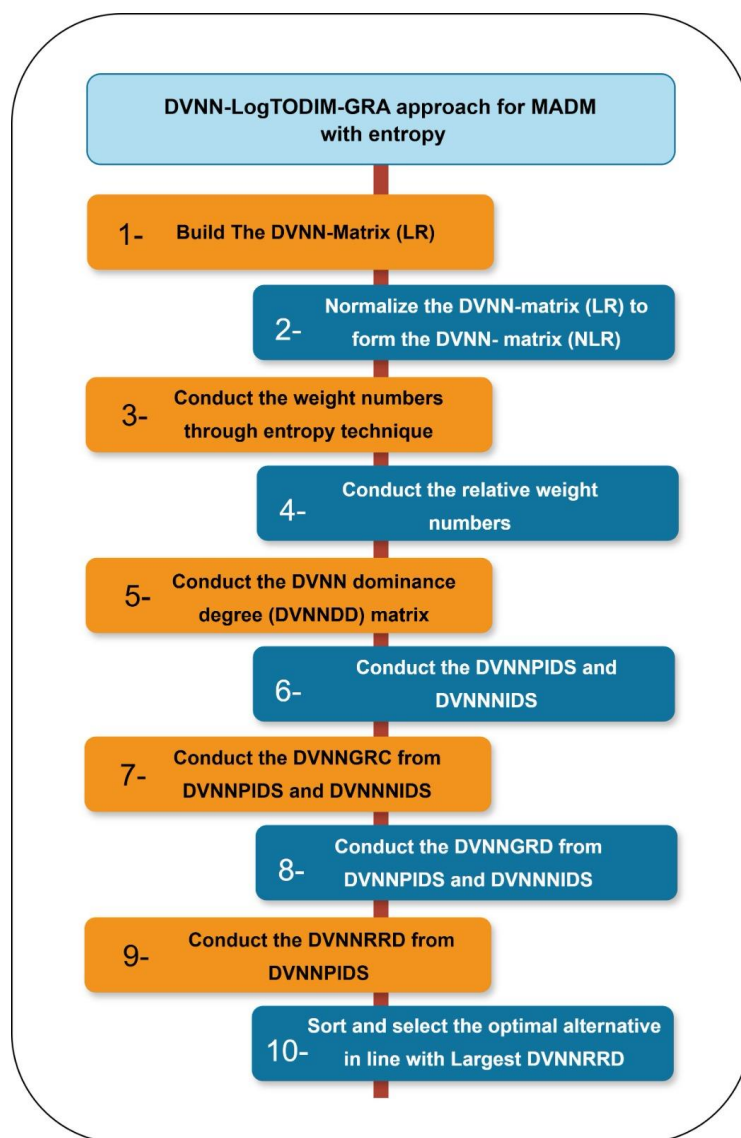 DVNN-LogTODIM-GRA approach for MADM
with entropy
1- Build The DVNN-Matrix (LR)
2- Normalize the DVNN-matrix (LR) to
form the DVNN- matrix (NLR)
3- Conduct the weight numbers
through entropy technique
4- Conduct the relative weight
numbers
5- Conduct the DVNN dominance
degree (DVNNDD) matrix
6- Conduct the DVNNPIDS and
DVNNNIDS
7- Conduct the DVNNGRC from
DVNNPIDS and DVNNNIDS
8- Conduct the DVNNGRD from
DVNNPIDS and DVNNNIDS
9- Conduct the DVNNRRD from
DVNNPIDS
10- Sort and select the optimal alternative
in line with Largest DVNNRRD